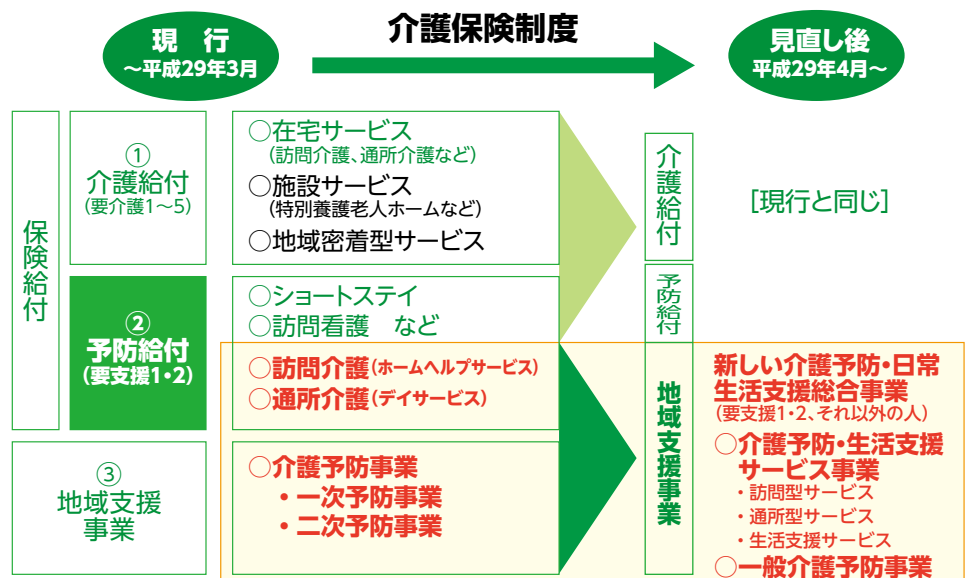 介護保険制度
現 行
～平成29年3月
見直し後
平成29年4月～
保険給付
①
介護給付
(要介護1～5)
○在宅サービス
(訪問介護、通所介護など)
○施設サービス
(特別養護老人ホームなど)
○地域密着型サービス
②
予防給付
(要支援1・2)
○ショートステイ
○訪問看護 など
○訪問介護(ホームヘルプサービス)
○通所介護(デイサービス)
③
地域支援
事業
○介護予防事業
・一次予防事業
・二次予防事業
介護給付
[現行と同じ]
予防給付
地域支援事業
新しい介護予防・日常
生活支援総合事業
(要支援1・2、それ以外の人)
○介護予防・生活支援
サービス事業
・訪問型サービス
・通所型サービス
・生活支援サービス
○一般介護予防事業